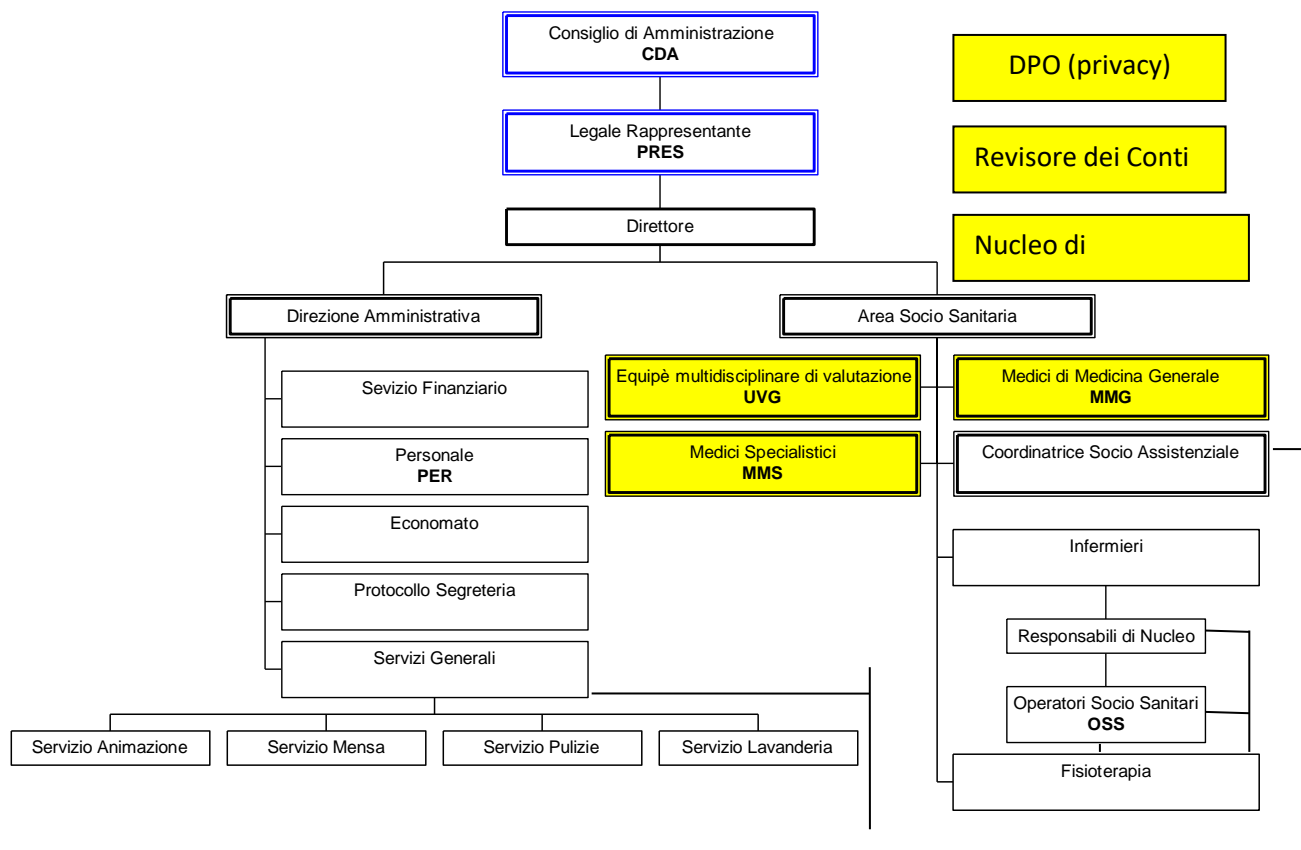 Consiglio di Amministrazione
CDA
DPO (privacy)
Legale Rappresentante
PRES
Revisore dei Conti
Direttore
Nucleo di
Direzione Amministrativa
Area Socio Sanitaria
Sevizio Finanziario
Equipè multidisciplinare di valutazione
UVG
Medici di Medicina Generale
MMG
Personale
PER
Medici Specialistici
MMS
Coordinatrice Socio Assistenziale
Economato
Infermieri
Protocollo Segreteria
Responsabili di Nucleo
Servizi Generali
Operatori Socio Sanitari
OSS
Servizio Animazione
Servizio Mensa
Servizio Pulizie
Servizio Lavanderia
Fisioterapia